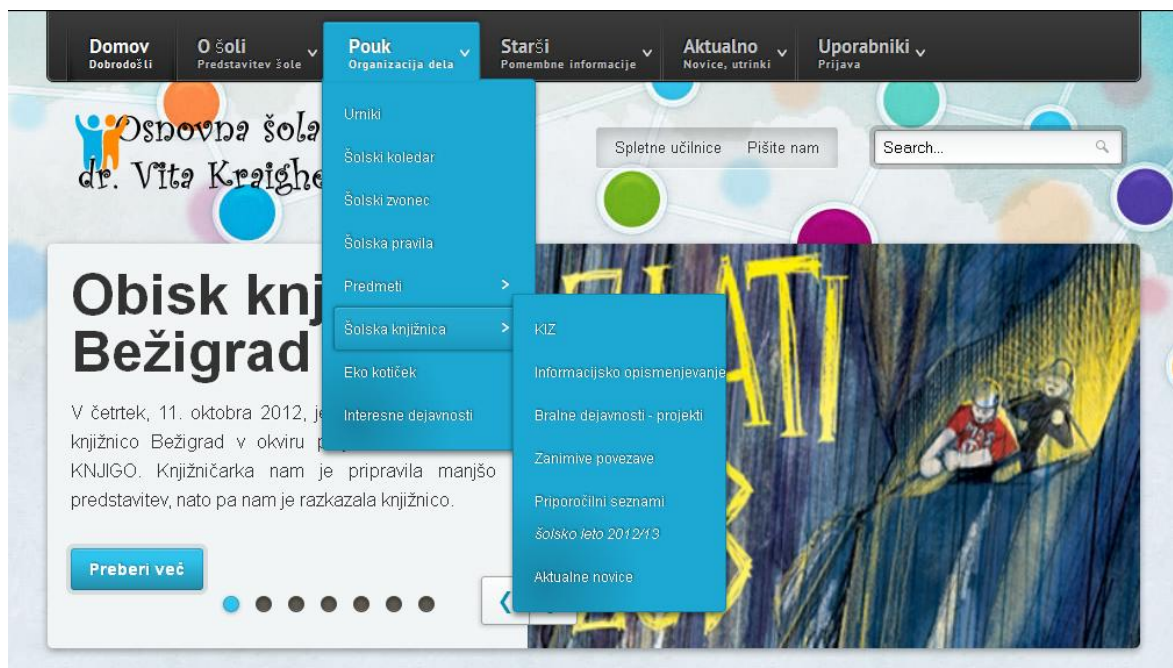 Domov
Dobrodošli
O šoli
Predstavitev šole
Pouk
Organizacija dela
Starši
Pomembne informacije
Aktualno
Novice, utrinki
Uporabniki
Prijava
Osnovna šola
dr. Vita Kraighe
Spletne učilnice Pišite nam
Search...
Urniki
Šolski koledar
Šolski zvonec
Šolska pravila
Predmeti
Šolska knjižnica
Eko kotiček
Interesne dejavnosti
KIZ
Informacijsko opismenjevanje
Bralne dejavnosti - projekti
Zanimive povezave
Priporočilni seznami
šolsko leto 2012/13
Aktualne novice
Obisk knj
Bežigrad
V četrtek, 11. oktobra 2012, je
knjižnico Bežigrad v okviru
KNJIGO. Knjižničarka nam je pripravila manjšo
predstavitev, nato pa nam je razkazala knjižnico.
Preberi več